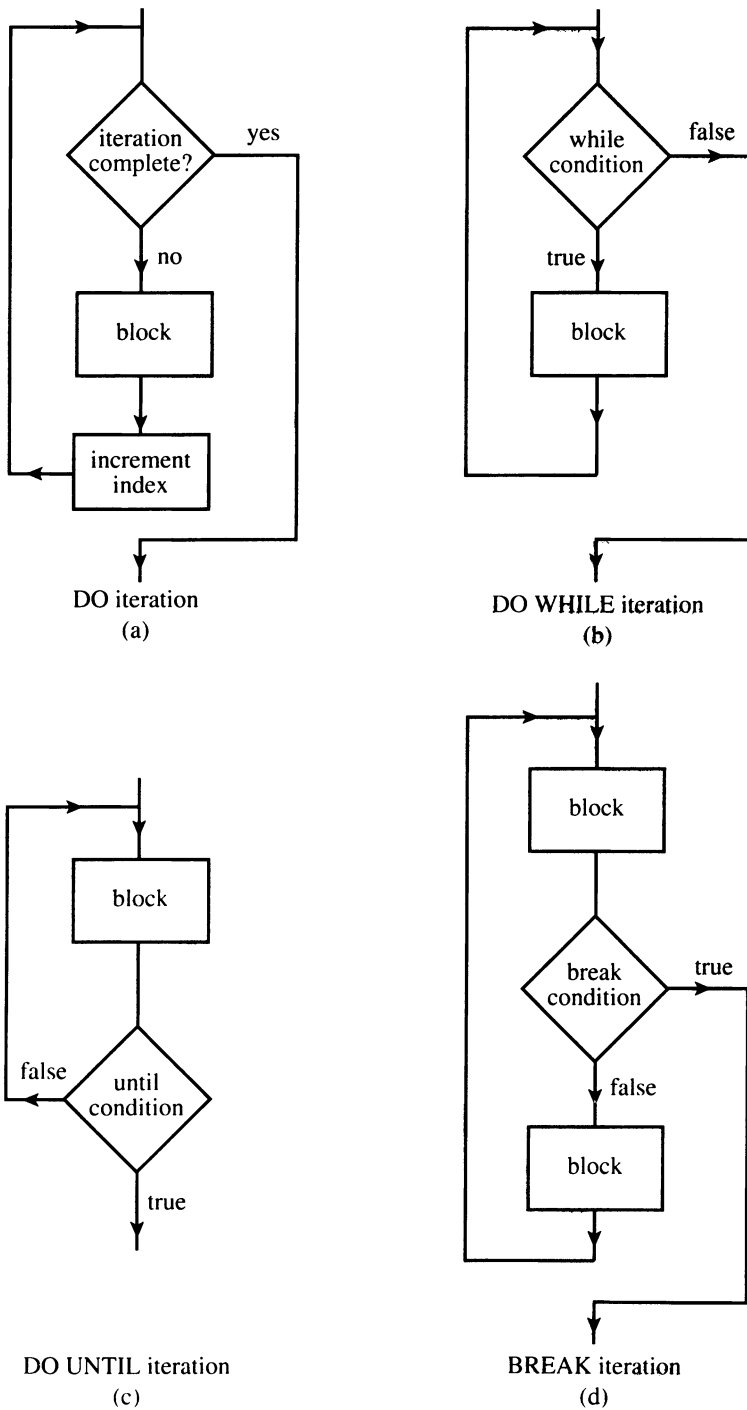 iteration
complete?
yes
no
block
increment
index
DO iteration
(a)
while
condition
false
true
block
DO WHILE iteration
(b)
block
until
condition
false
true
DO UNTIL iteration
(c)
block
break
condition
true
false
block
BREAK iteration
(d)